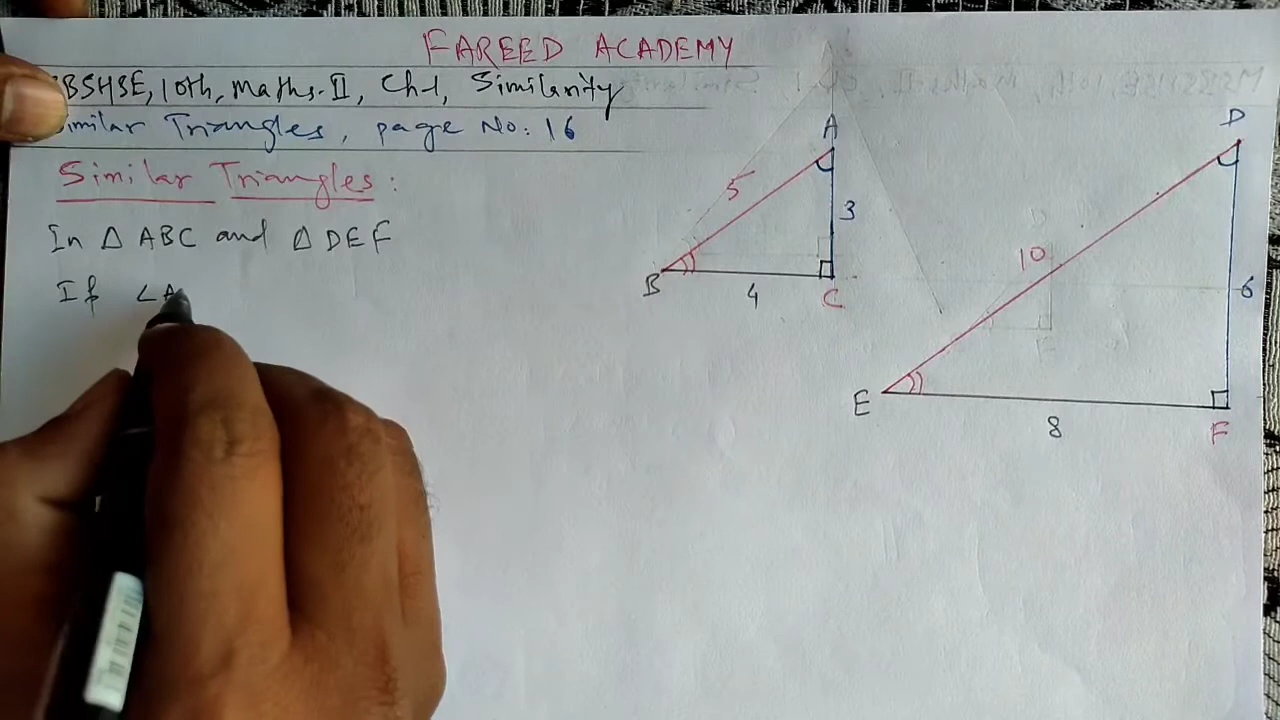 FAREED ACADEMY
BSHSE, 10th, Maths-II, Ch-1, Similarity
imilar Triangles, page No: 16
Similar Triangles:
In △ ABC and △ DEF
If ∠A
A
5
3
B
4
C
D
10
6
E
8
F